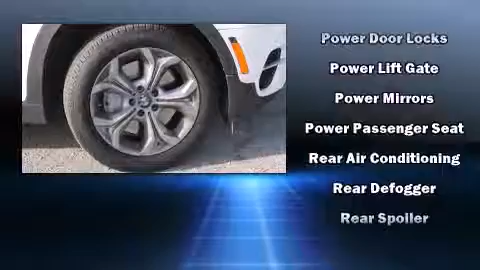 Power Door Locks
Power Lift Gate
Power Mirrors
Power Passenger Seat
Rear Air Conditioning
Rear Defogger
Rear Spoiler